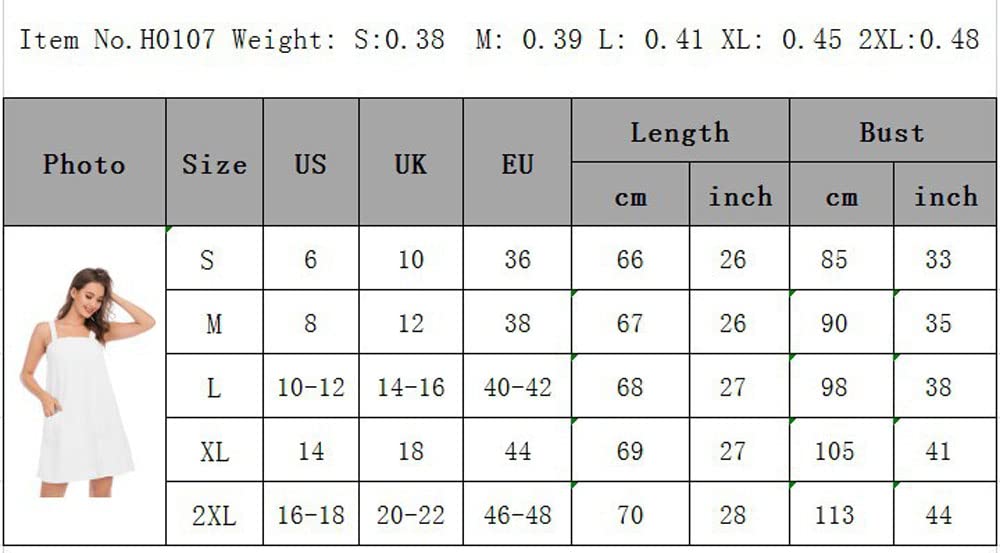 Item No.H0107 Weight: S:0.38 M: 0.39 L: 0.41 XL: 0.45 2XL:0.48
Photo Size US UK EU Length Bust
cm inch cm inch
S 6 10 36 66 26 85 33
M 8 12 38 67 26 90 35
L 10-12 14-16 40-42 68 27 98 38
XL 14 18 44 69 27 105 41
2XL 16-18 20-22 46-48 70 28 113 44